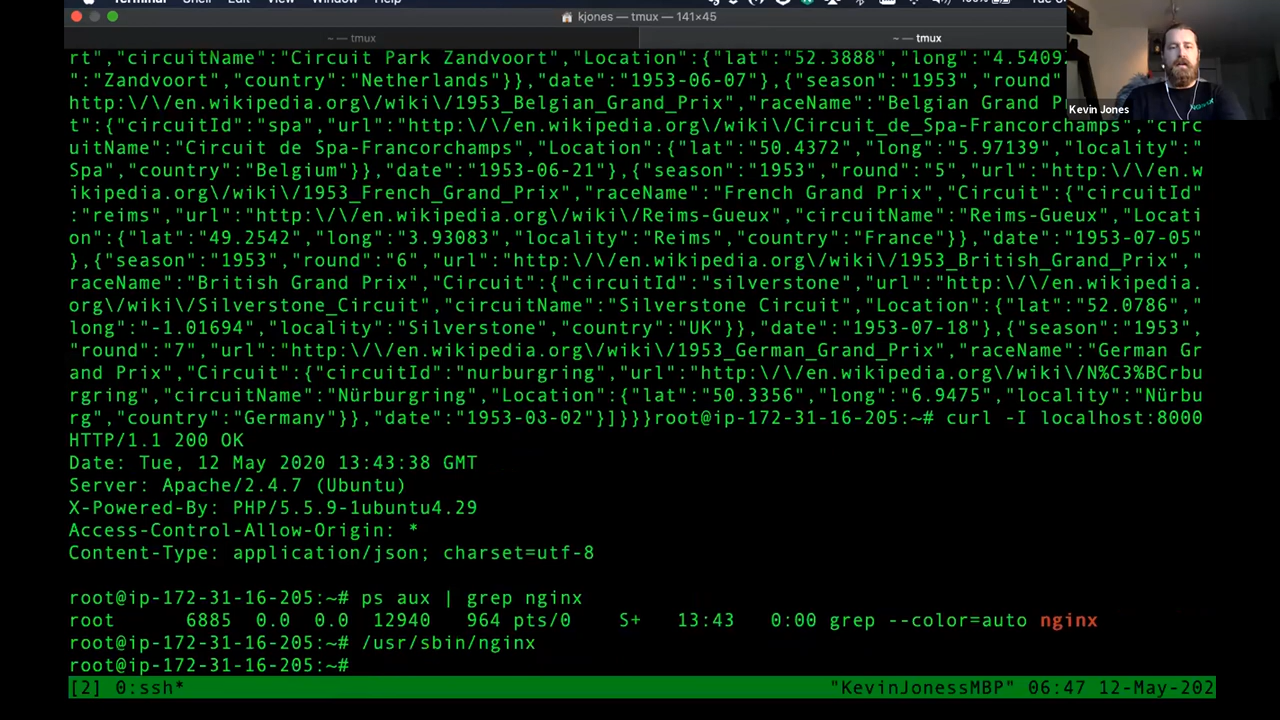 Terminal Shell Edit View Window Help
kjones — tmux — 141×45
~ — tmux
~ — tmux
rt","circuitName":"Circuit Park Zandvoort","Location":{"lat":"52.3888","long":"4.5409
":"Zandvoort","country":"Netherlands"}},"date":"1953-06-07"},{"season":"1953","round"
http:\/\/en.wikipedia.org\/wiki\/1953_Belgian_Grand_Prix","raceName":"Belgian Grand P
Kevin Jones
t":{"circuitId":"spa","url":"http:\/\/en.wikipedia.org\/wiki\/Circuit_de_Spa-Francorchamps","circ
uitName":"Circuit de Spa-Francorchamps","Location":{"lat":"50.4372","long":"5.97139","locality":"
Spa","country":"Belgium"}},"date":"1953-06-21"},{"season":"1953","round":"5","url":"http:\/\/en.w
ikipedia.org\/wiki\/1953_French_Grand_Prix","raceName":"French Grand Prix","Circuit":{"circuitId"
:"reims","url":"http:\/\/en.wikipedia.org\/wiki\/Reims-Gueux","circuitName":"Reims-Gueux","Locati
on":{"lat":"49.2542","long":"3.93083","locality":"Reims","country":"France"}},"date":"1953-07-05"
},{"season":"1953","round":"6","url":"http:\/\/en.wikipedia.org\/wiki\/1953_British_Grand_Prix","
raceName":"British Grand Prix","Circuit":{"circuitId":"silverstone","url":"http:\/\/en.wikipedia.
org\/wiki\/Silverstone_Circuit","circuitName":"Silverstone Circuit","Location":{"lat":"52.0786","
long":"-1.01694","locality":"Silverstone","country":"UK"}},"date":"1953-07-18"},{"season":"1953",
"round":"7","url":"http:\/\/en.wikipedia.org\/wiki\/1953_German_Grand_Prix","raceName":"German Gr
and Prix","Circuit":{"circuitId":"nurburgring","url":"http:\/\/en.wikipedia.org\/wiki\/N%C3%BCrbu
rgring","circuitName":"Nürburgring","Location":{"lat":"50.3356","long":"6.9475","locality":"Nürbu
rg","country":"Germany"}},"date":"1953-03-02"}]}}}root@ip-172-31-16-205:~# curl -I localhost:8000
HTTP/1.1 200 OK
Date: Tue, 12 May 2020 13:43:38 GMT
Server: Apache/2.4.7 (Ubuntu)
X-Powered-By: PHP/5.5.9-1ubuntu4.29
Access-Control-Allow-Origin: *
Content-Type: application/json; charset=utf-8
root@ip-172-31-16-205:~# ps aux | grep nginx
root 6885 0.0 0.0 12940 964 pts/0 S+ 13:43 0:00 grep --color=auto nginx
root@ip-172-31-16-205:~# /usr/sbin/nginx
root@ip-172-31-16-205:~#
[2] 0:ssh* "KevinJonessMBP" 06:47 12-May-202